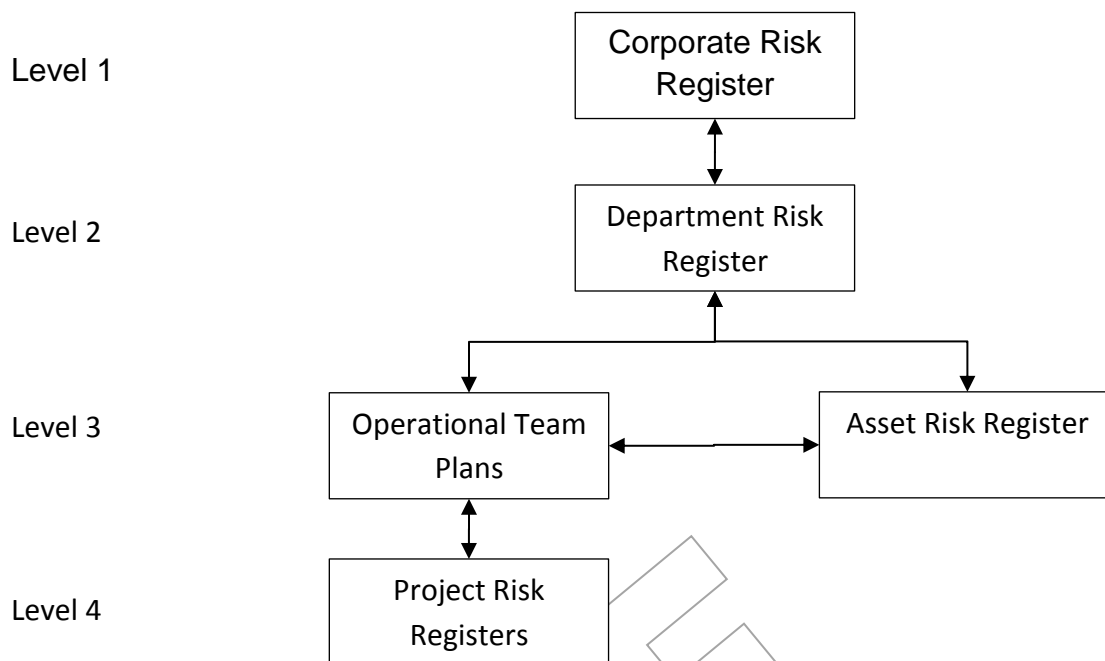 Level 1
Corporate Risk
Register
Level 2
Department Risk
Register
Level 3
Operational Team
Plans
Asset Risk Register
Level 4
Project Risk
Registers